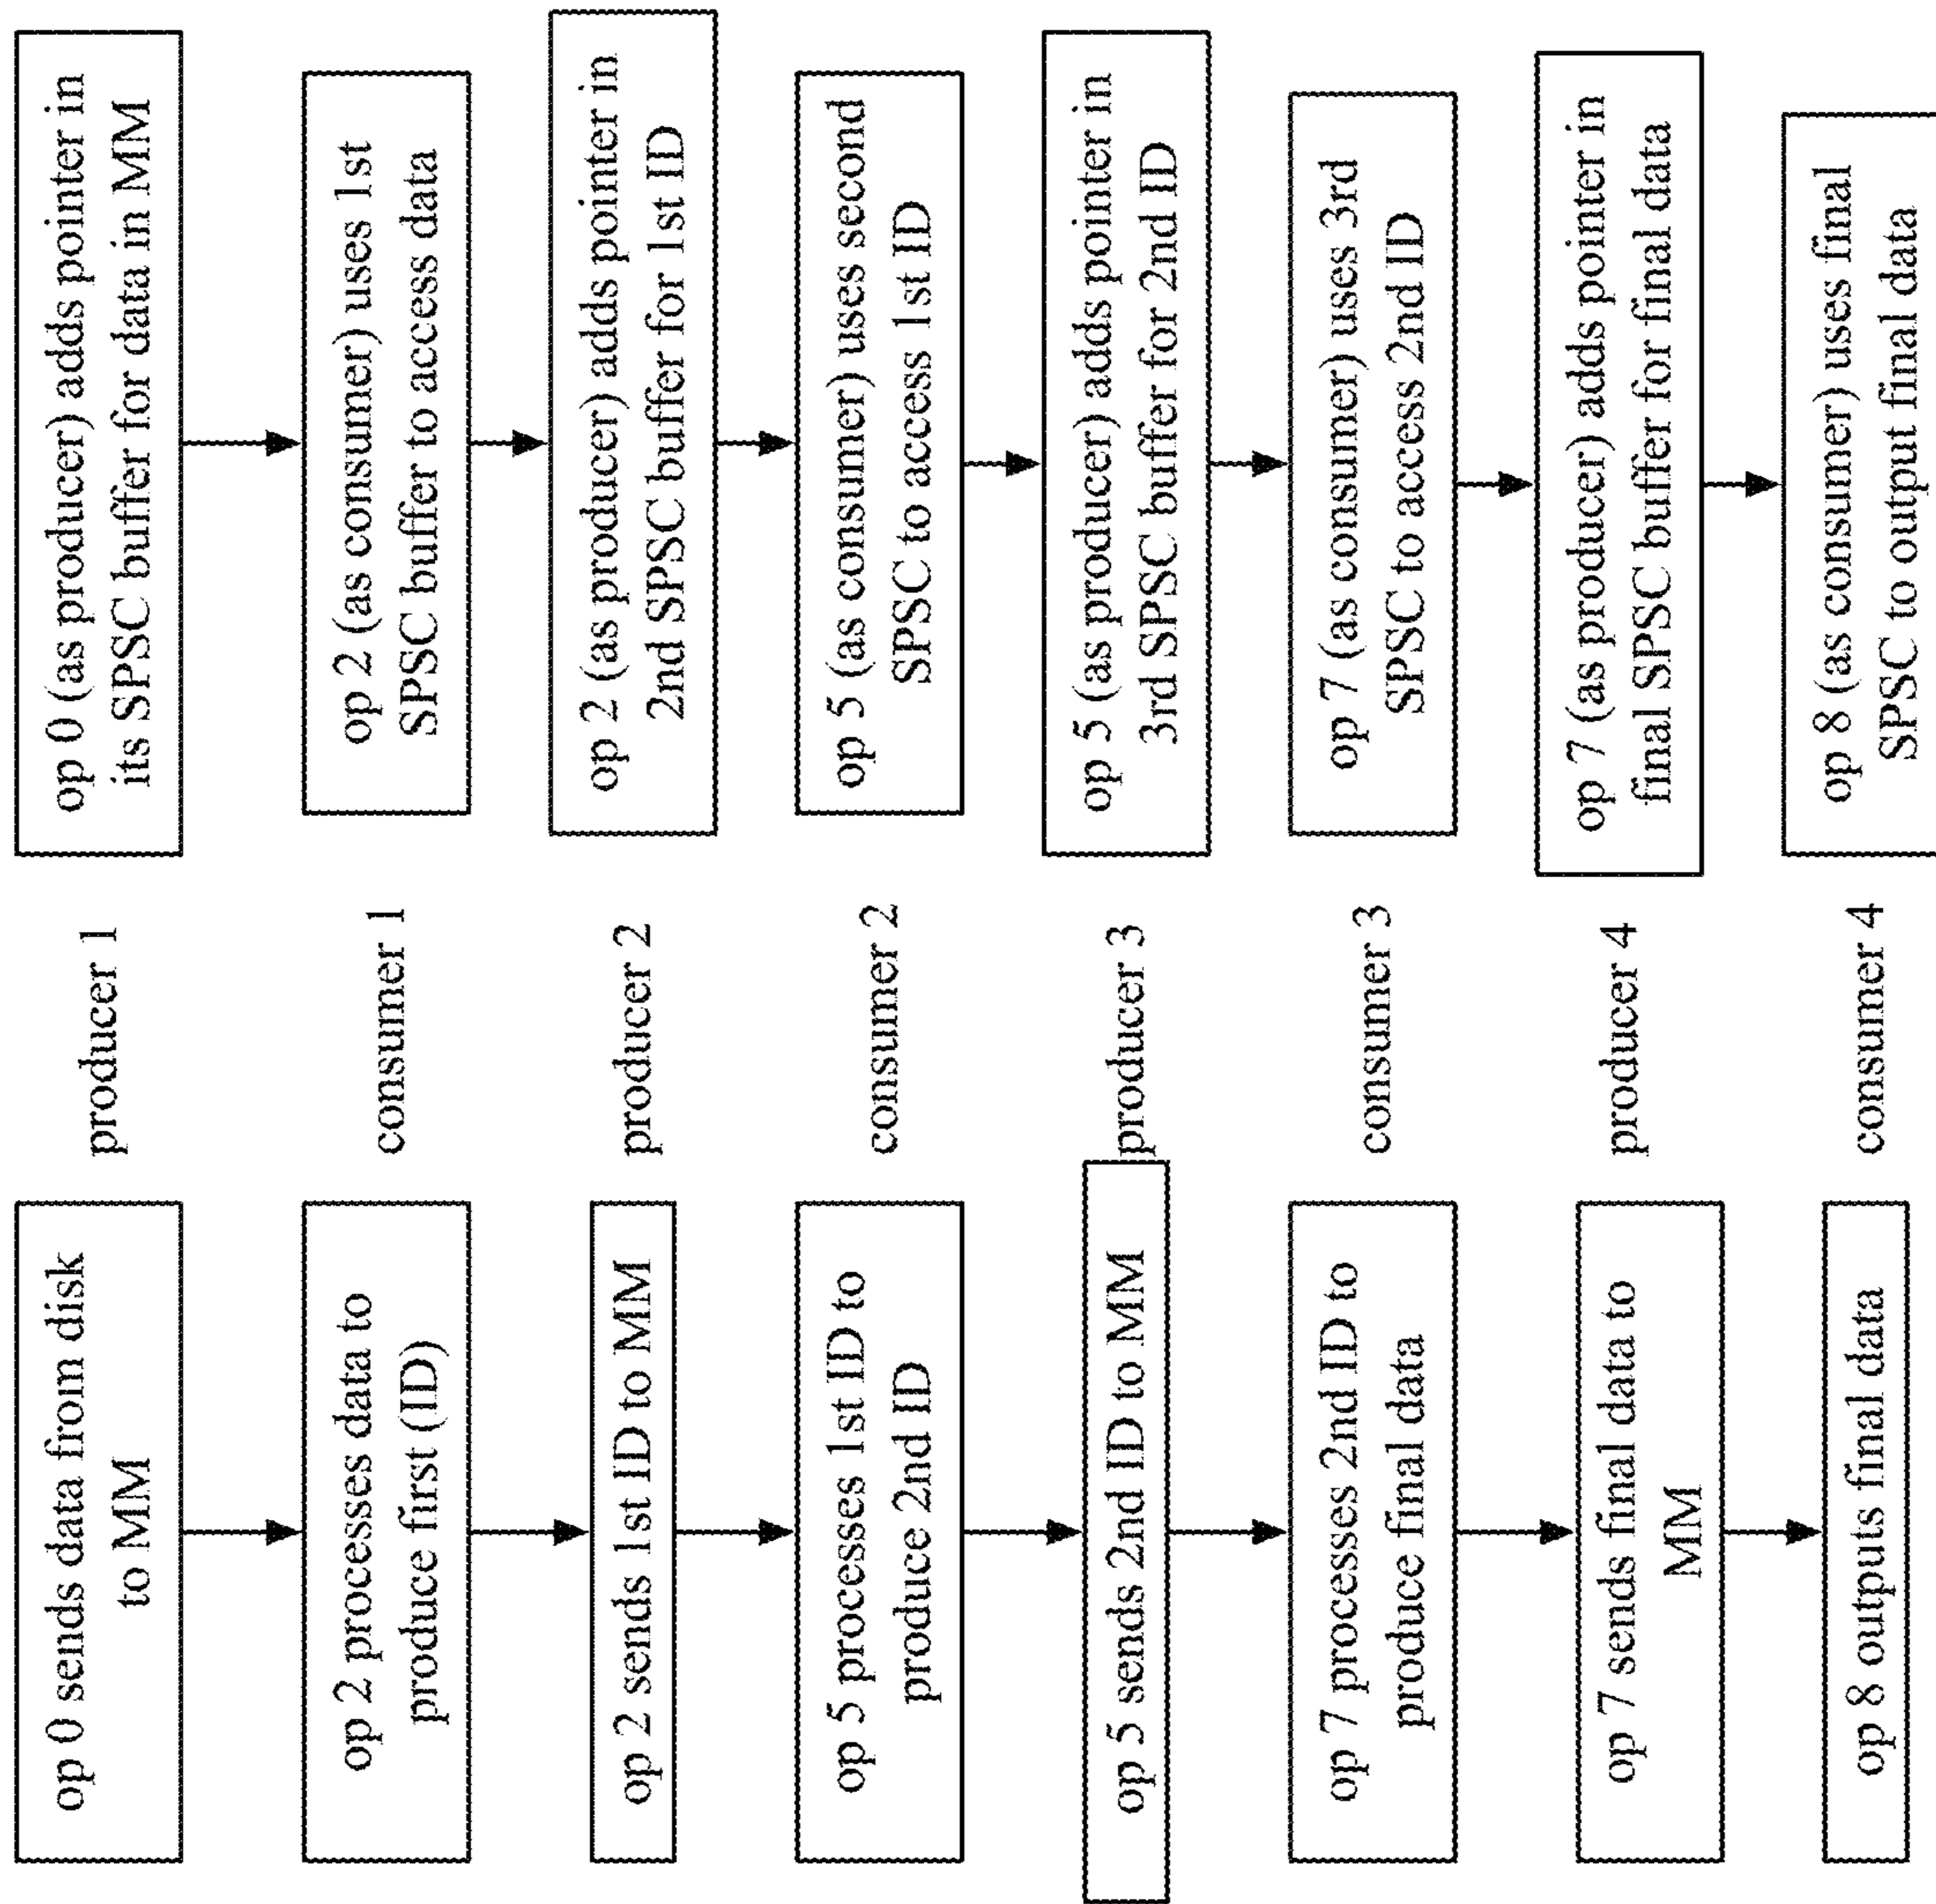 op 0 sends data from disk
to MM
producer 1
op 0 (as producer) adds pointer in
its SPSC buffer for data in MM
op 2 processes data to
produce first (ID)
consumer 1
op 2 (as consumer) uses 1st
SPSC buffer to access data
op 2 sends 1st ID to MM
producer 2
op 2 (as producer) adds pointer in
2nd SPSC buffer for 1st ID
op 5 processes 1st ID to
produce 2nd ID
consumer 2
op 5 (as consumer) uses second
SPSC to access 1st ID
op 5 sends 2nd ID to MM
producer 3
op 5 (as producer) adds pointer in
3rd SPSC buffer for 2nd ID
op 7 processes 2nd ID to
produce final data
consumer 3
op 7 (as consumer) uses 3rd
SPSC to access 2nd ID
op 7 sends final data to
MM
producer 4
op 7 (as producer) adds pointer in
final SPSC buffer for final data
op 8 outputs final data
consumer 4
op 8 (as consumer) uses final
SPSC to output final data